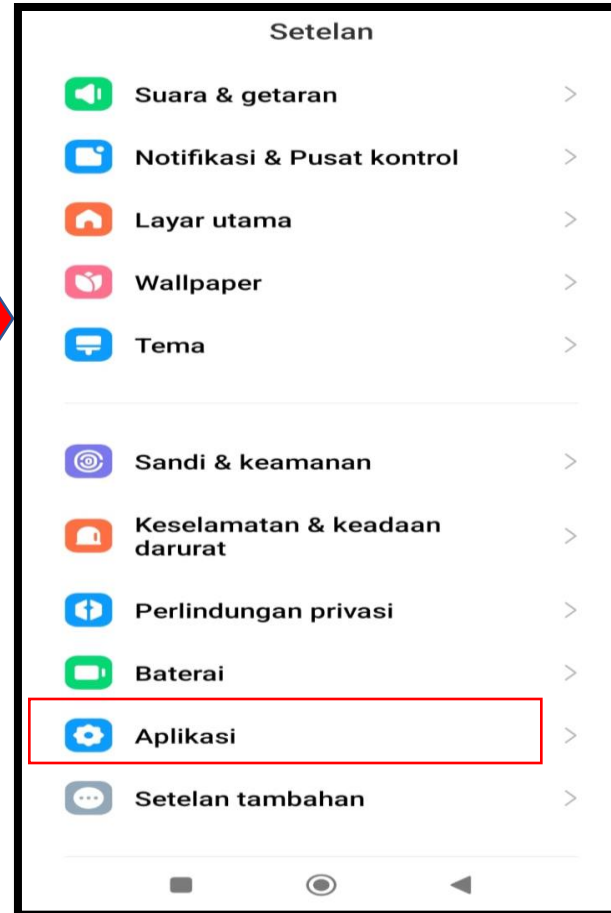 Setelan
Suara & getaran
Notifikasi & Pusat kontrol
Layar utama
Wallpaper
Tema
Sandi & keamanan
Keselamatan & keadaan
darurat
Perlindungan privasi
Baterai
Aplikasi
Setelan tambahan